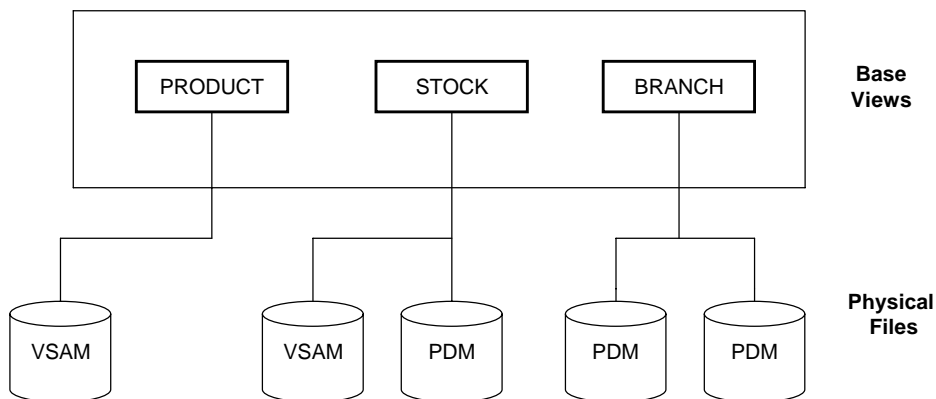 PRODUCT
STOCK
BRANCH
Base
Views
VSAM
VSAM
PDM
PDM
PDM
Physical
Files